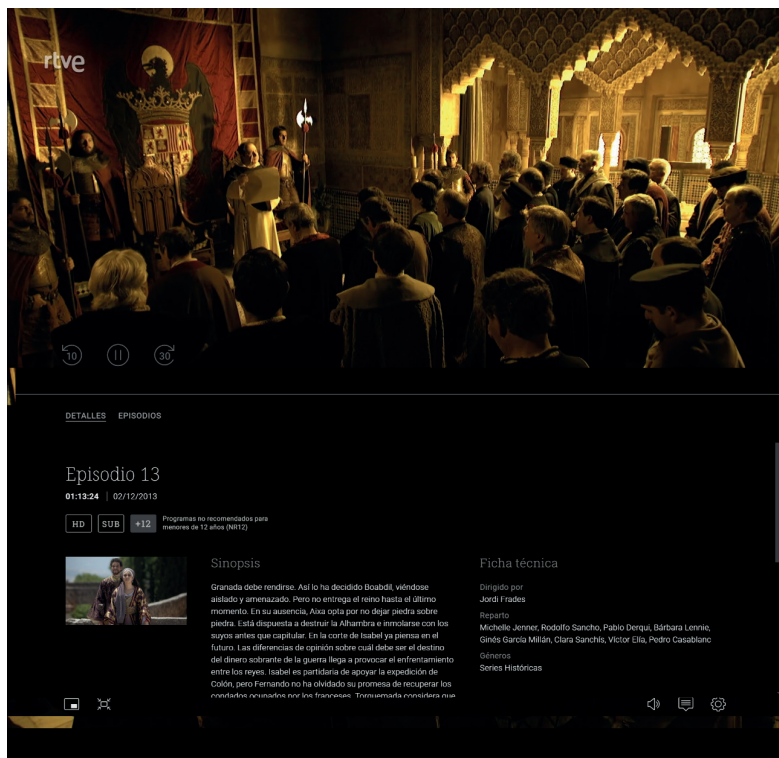 rtve
10
30
DETALLES EPISODIOS
Episodio 13
01:13:24 | 02/12/2013
HD SUB +12 Programas no recomendados para
menores de 12 años (NR12)
Sinopsis
Granada debe rendirse. Así lo ha decidido Boabdil, viéndose
aislado y amenazado. Pero no entrega el reino hasta el último
momento. En su ausencia, Aixa opta por no dejar piedra sobre
piedra. Está dispuesta a destruir la Alhambra e inmolarse con los
suyos antes que capitular. En la corte de Isabel ya piensa en el
futuro. Las diferencias de opinión sobre cuál debe ser el destino
del dinero sobrante de la guerra llega a provocar el enfrentamiento
entre los reyes. Isabel es partidaria de apoyar la expedición de
Colón, pero Fernando no ha olvidado su promesa de recuperar los
condados ocupados por los franceses. Torquemada considera que
Ficha técnica
Dirigido por
Jordi Frades
Reparto
Michelle Jenner, Rodolfo Sancho, Pablo Derqui, Bárbara Lennie,
Ginés García Millán, Clara Sanchís, Víctor Elía, Pedro Casablanc
Géneros
Series Históricas